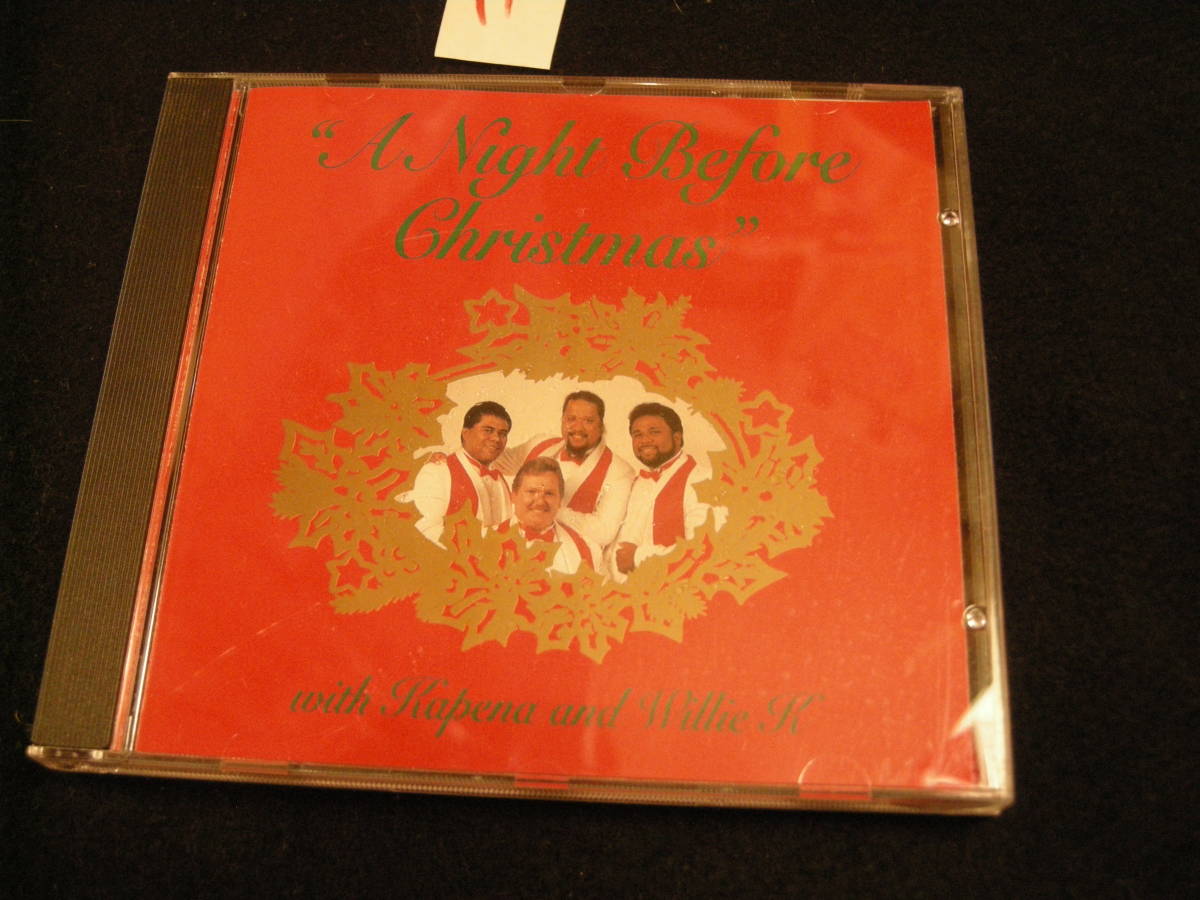 “A Night Before
Christmas”
with Kapena and Willie K